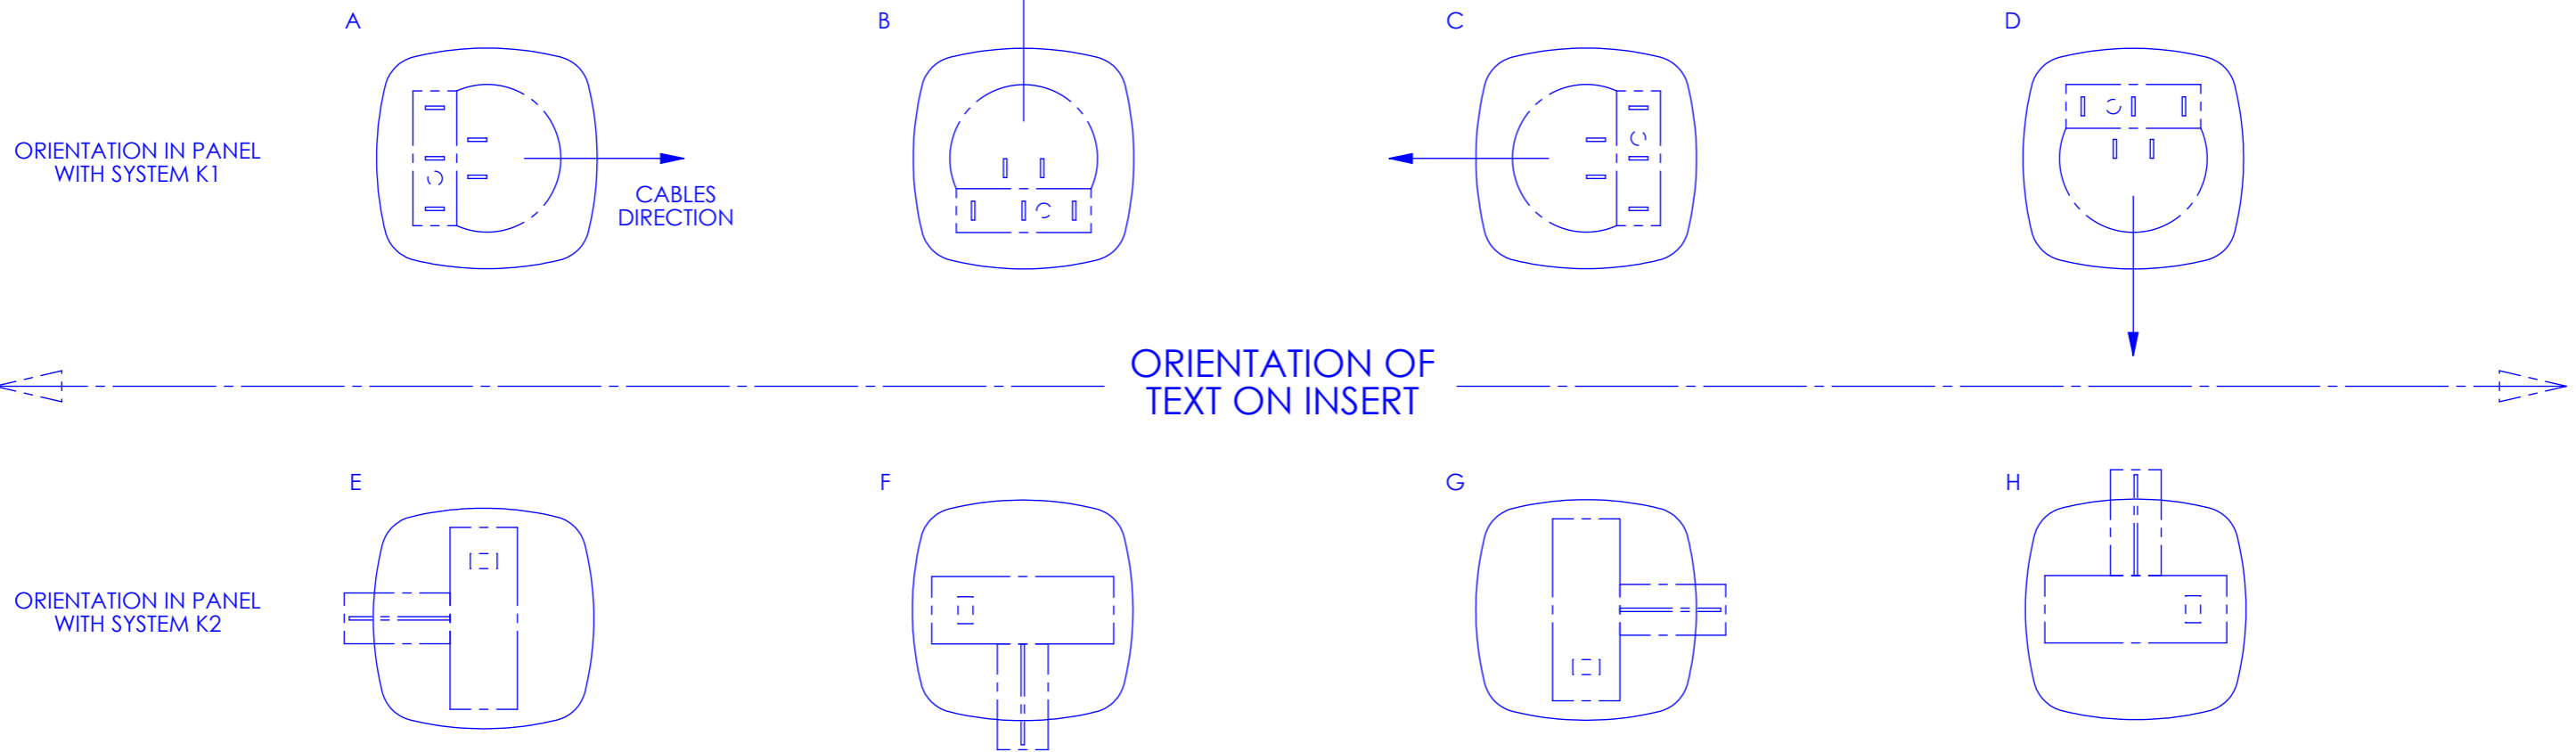 A
B
C
D
ORIENTATION IN PANEL
WITH SYSTEM K1
CABLES
DIRECTION
ORIENTATION OF
TEXT ON INSERT
E
F
G
H
ORIENTATION IN PANEL
WITH SYSTEM K2